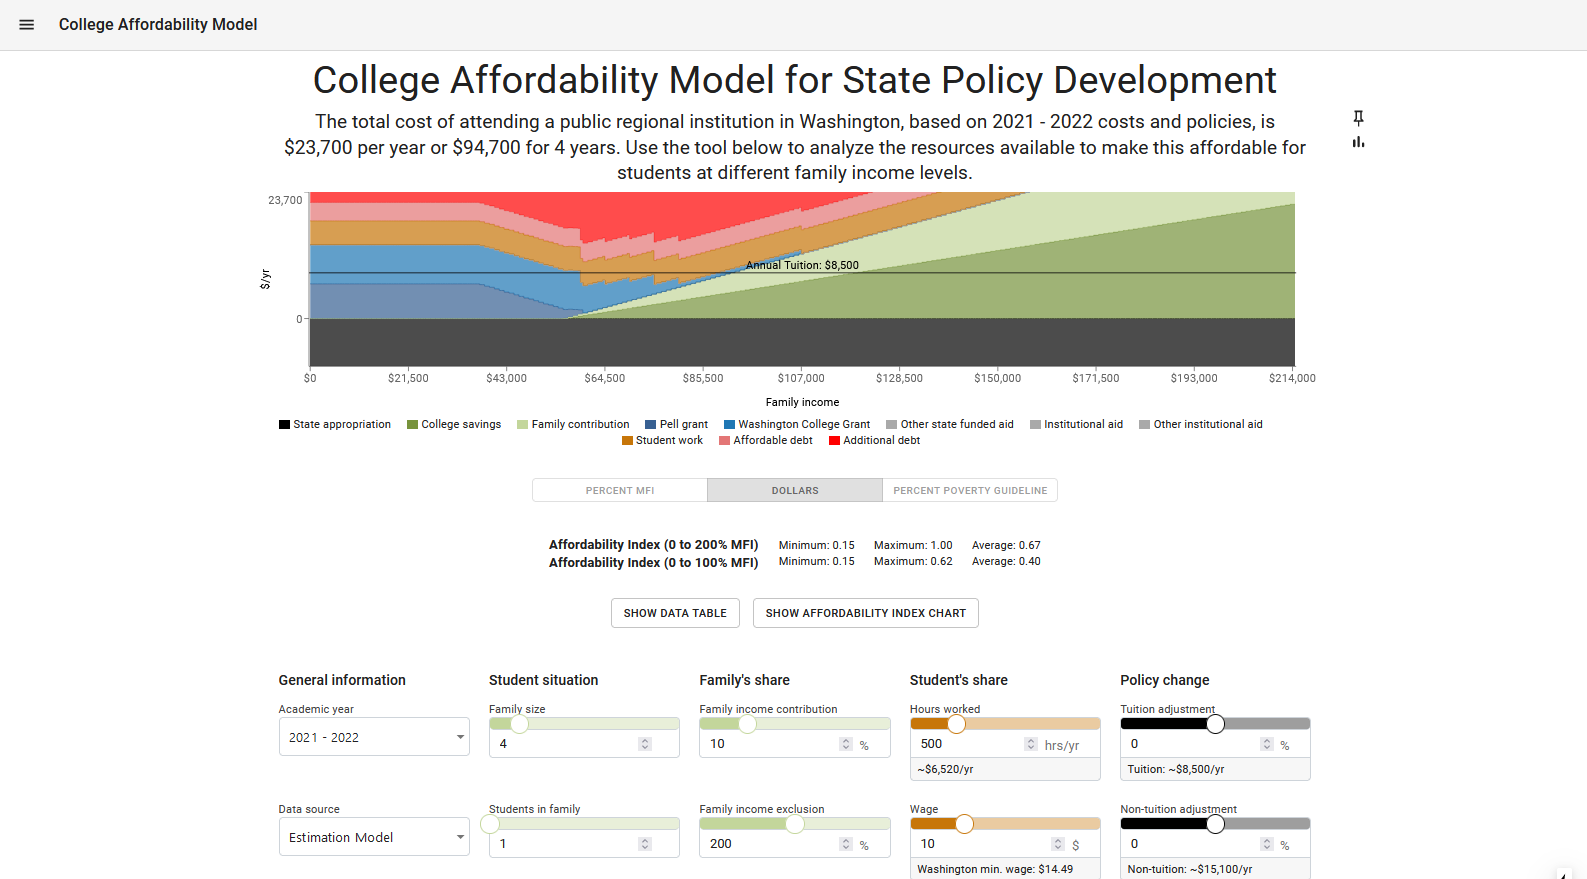 College Affordability Model
College Affordability Model for State Policy Development
The total cost of attending a public regional institution in Washington, based on 2021 - 2022 costs and policies, is
$23,700 per year or $94,700 for 4 years. Use the tool below to analyze the resources available to make this affordable for
students at different family income levels.
23,700
$/yr
Annual Tuition: $8,500
0
$0 $21,500 $43,000 $64,500 $85,500 $107,000 $128,500 $150,000 $171,500 $193,000 $214,000
Family income
State appropriation College savings Family contribution Pell grant Washington College Grant Other state funded aid Institutional aid Other institutional aid
Student work Affordable debt Additional debt
PERCENT MFI DOLLARS PERCENT POVERTY GUIDELINE
Affordability Index (0 to 200% MFI) Minimum: 0.15 Maximum: 1.00 Average: 0.67
Affordability Index (0 to 100% MFI) Minimum: 0.15 Maximum: 0.62 Average: 0.40
SHOW DATA TABLE SHOW AFFORDABILITY INDEX CHART
General information Student situation Family's share Student's share Policy change
Academic year Family size Family income contribution Hours worked Tuition adjustment
2021 - 2022 4 10 % 500 hrs/yr 0 %
~$6,520/yr Tuition: ~$8,500/yr
Data source Students in family Family income exclusion Wage Non-tuition adjustment
Estimation Model 1 200 % 10 $ 0 %
Washington min. wage: $14.49 Non-tuition: ~$15,100/yr